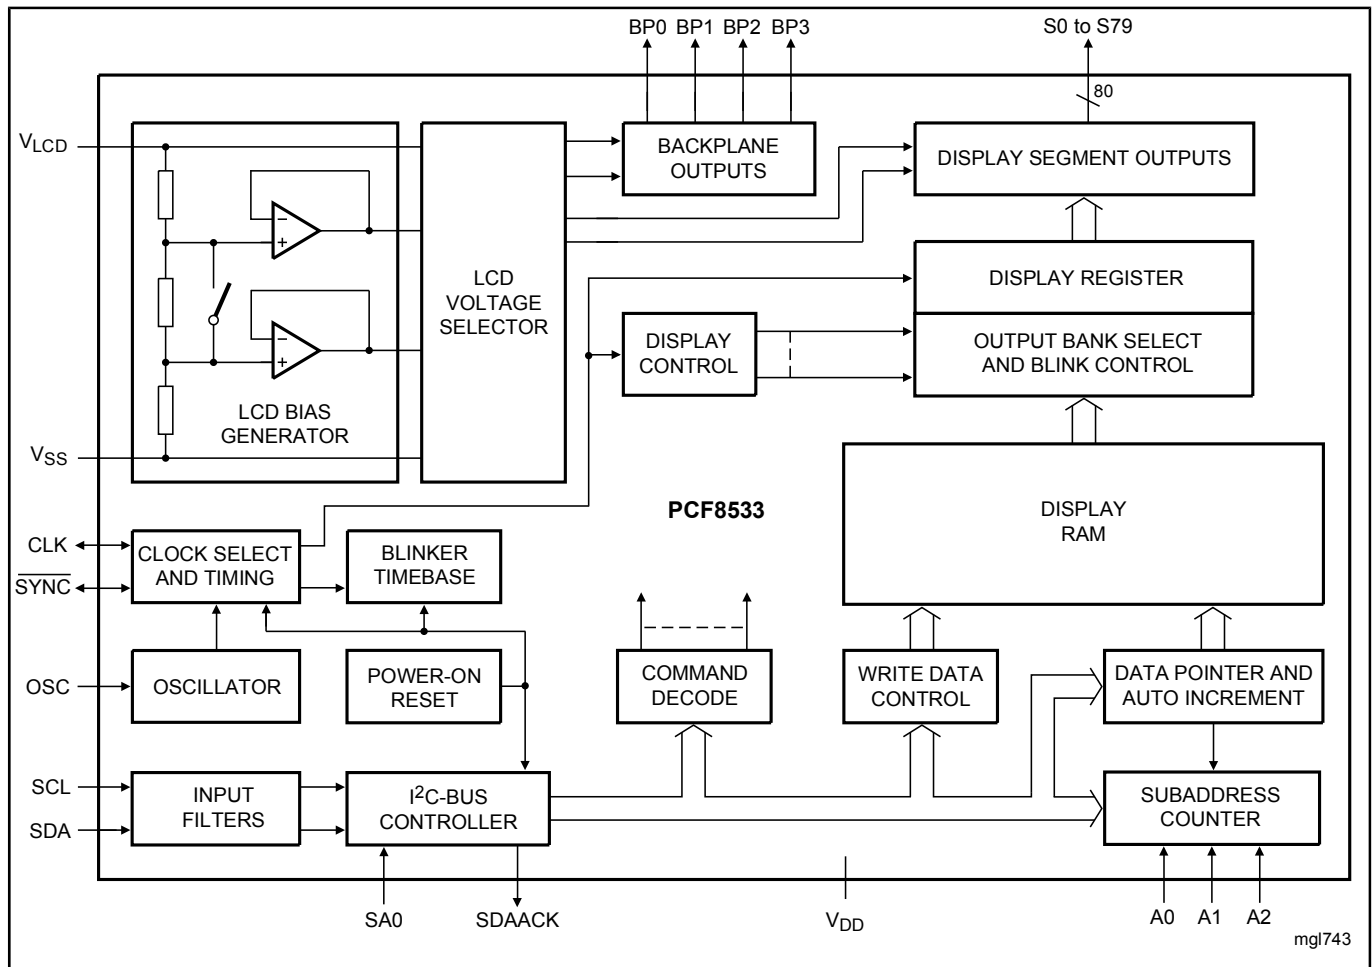 BP0 BP1 BP2 BP3
S0 to S79
80
VLCD
BACKPLANE
OUTPUTS
DISPLAY SEGMENT OUTPUTS
−
+
LCD
VOLTAGE
SELECTOR
DISPLAY REGISTER
−
+
DISPLAY
CONTROL
OUTPUT BANK SELECT
AND BLINK CONTROL
LCD BIAS
GENERATOR
VSS
PCF8533
DISPLAY
RAM
CLK
SYNC
CLOCK SELECT
AND TIMING
BLINKER
TIMEBASE
OSC
OSCILLATOR
POWER-ON
RESET
COMMAND
DECODE
WRITE DATA
CONTROL
DATA POINTER AND
AUTO INCREMENT
SCL
SDA
INPUT
FILTERS
I2C-BUS
CONTROLLER
SUBADDRESS
COUNTER
SA0
SDAACK
VDD
A0 A1 A2
mgl743